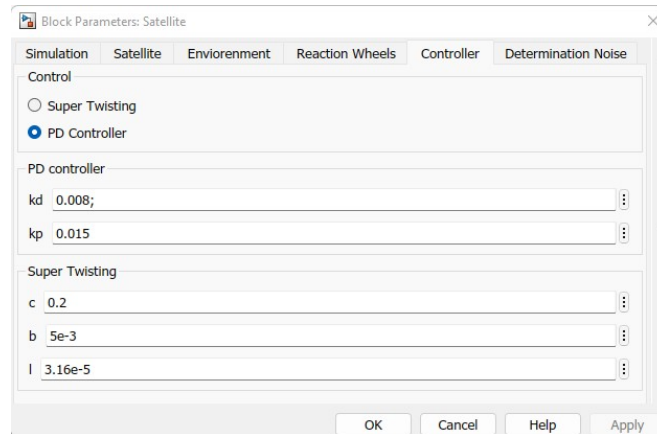 Block Parameters: Satellite
Simulation Satellite Enviorenment Reaction Wheels Controller Determination Noise
Control
Super Twisting
PD Controller
PD controller
kd 0.008;
kp 0.015
Super Twisting
c 0.2
b 5e-3
l 3.16e-5
OK Cancel Help Apply